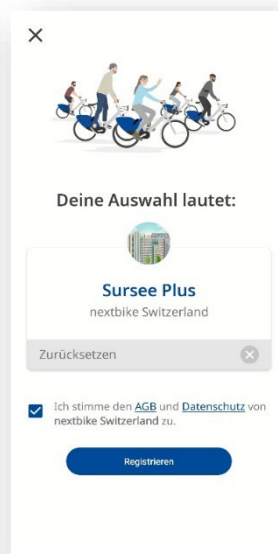 Deine Auswahl lautet:
Sursee Plus
nextbike Switzerland
Zurücksetzen
Ich stimme den AGB und Datenschutz von
nextbike Switzerland zu.
Registrieren